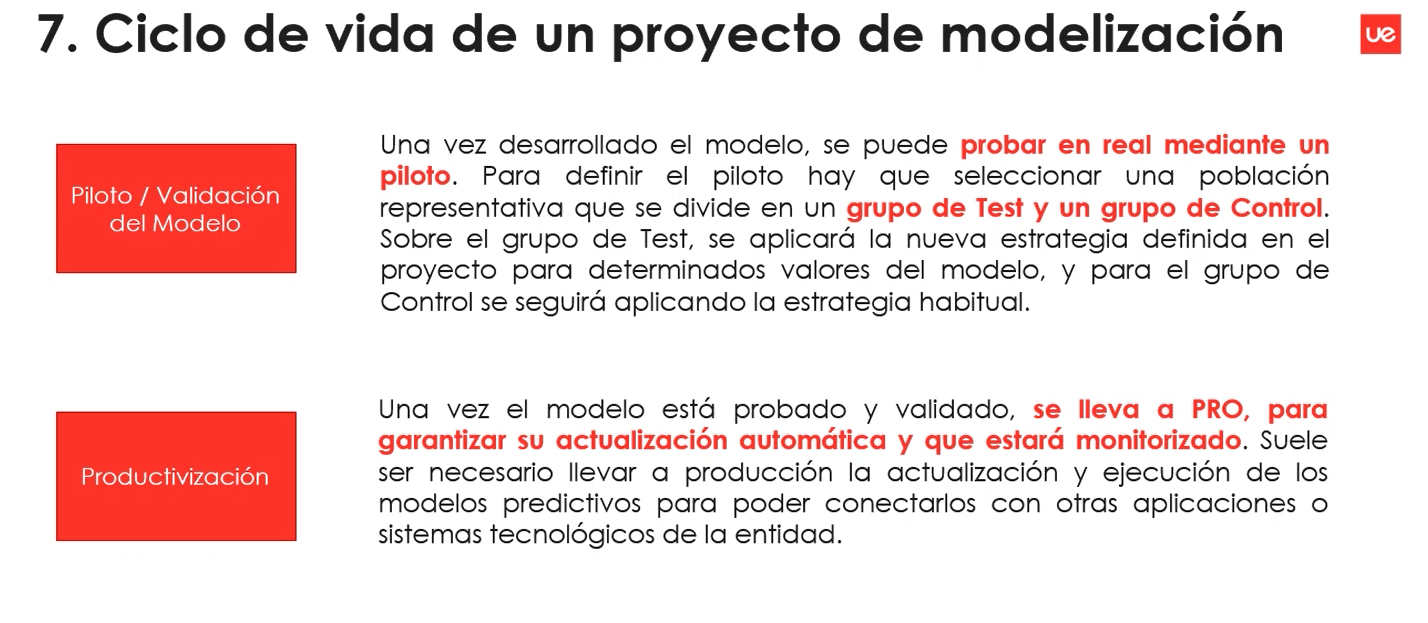 7. Ciclo de vida de un proyecto de modelización
ue
Piloto / Validación
del Modelo
Una vez desarrollado el modelo, se puede probar en real mediante un
piloto. Para definir el piloto hay que seleccionar una población
representativa que se divide en un grupo de Test y un grupo de Control.
Sobre el grupo de Test, se aplicará la nueva estrategia definida en el
proyecto para determinados valores del modelo, y para el grupo de
Control se seguirá aplicando la estrategia habitual.
Productivización
Una vez el modelo está probado y validado, se lleva a PRO, para
garantizar su actualización automática y que estará monitorizado. Suele
ser necesario llevar a producción la actualización y ejecución de los
modelos predictivos para poder conectarlos con otras aplicaciones o
sistemas tecnológicos de la entidad.